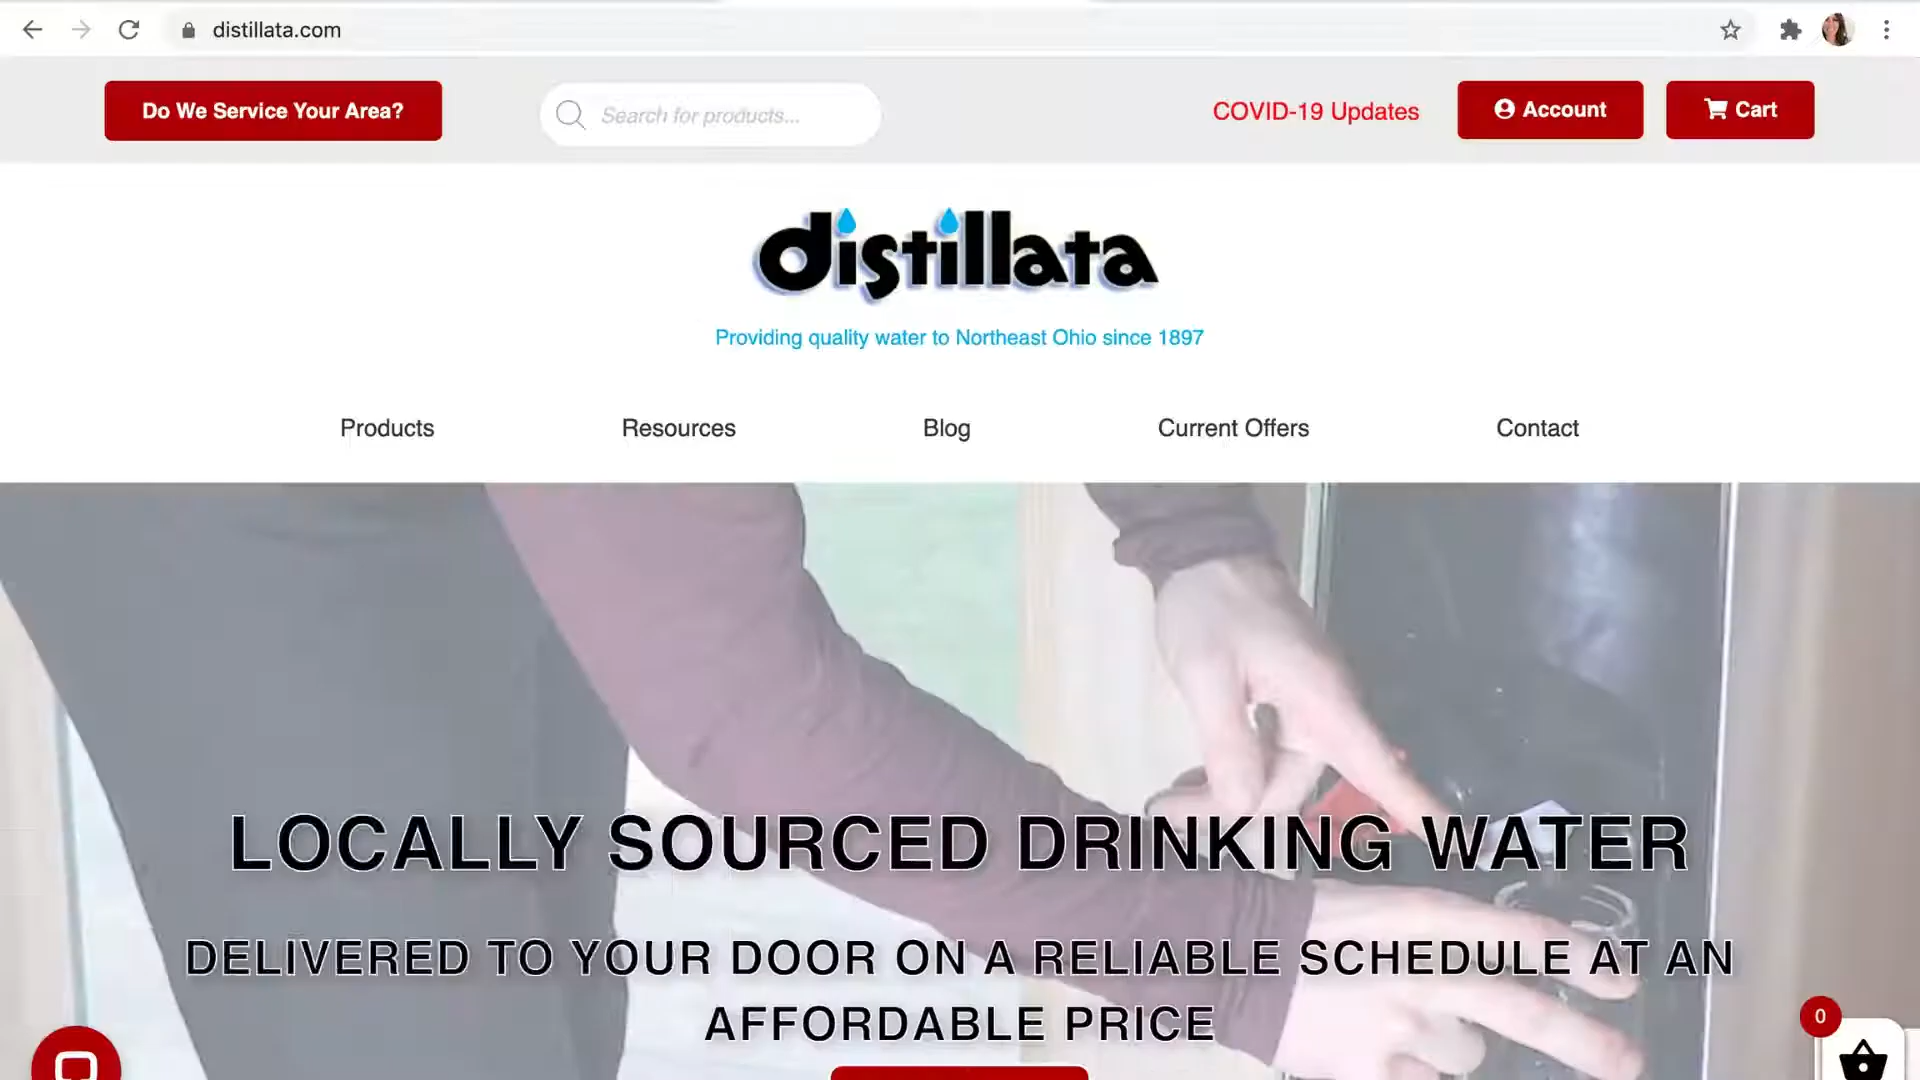 distillata.com
Do We Service Your Area?
Search for products...
COVID-19 Updates
Account
Cart
distillata
Providing quality water to Northeast Ohio since 1897
Products
Resources
Blog
Current Offers
Contact
LOCALLY SOURCED DRINKING WATER
DELIVERED TO YOUR DOOR ON A RELIABLE SCHEDULE AT AN
AFFORDABLE PRICE
0